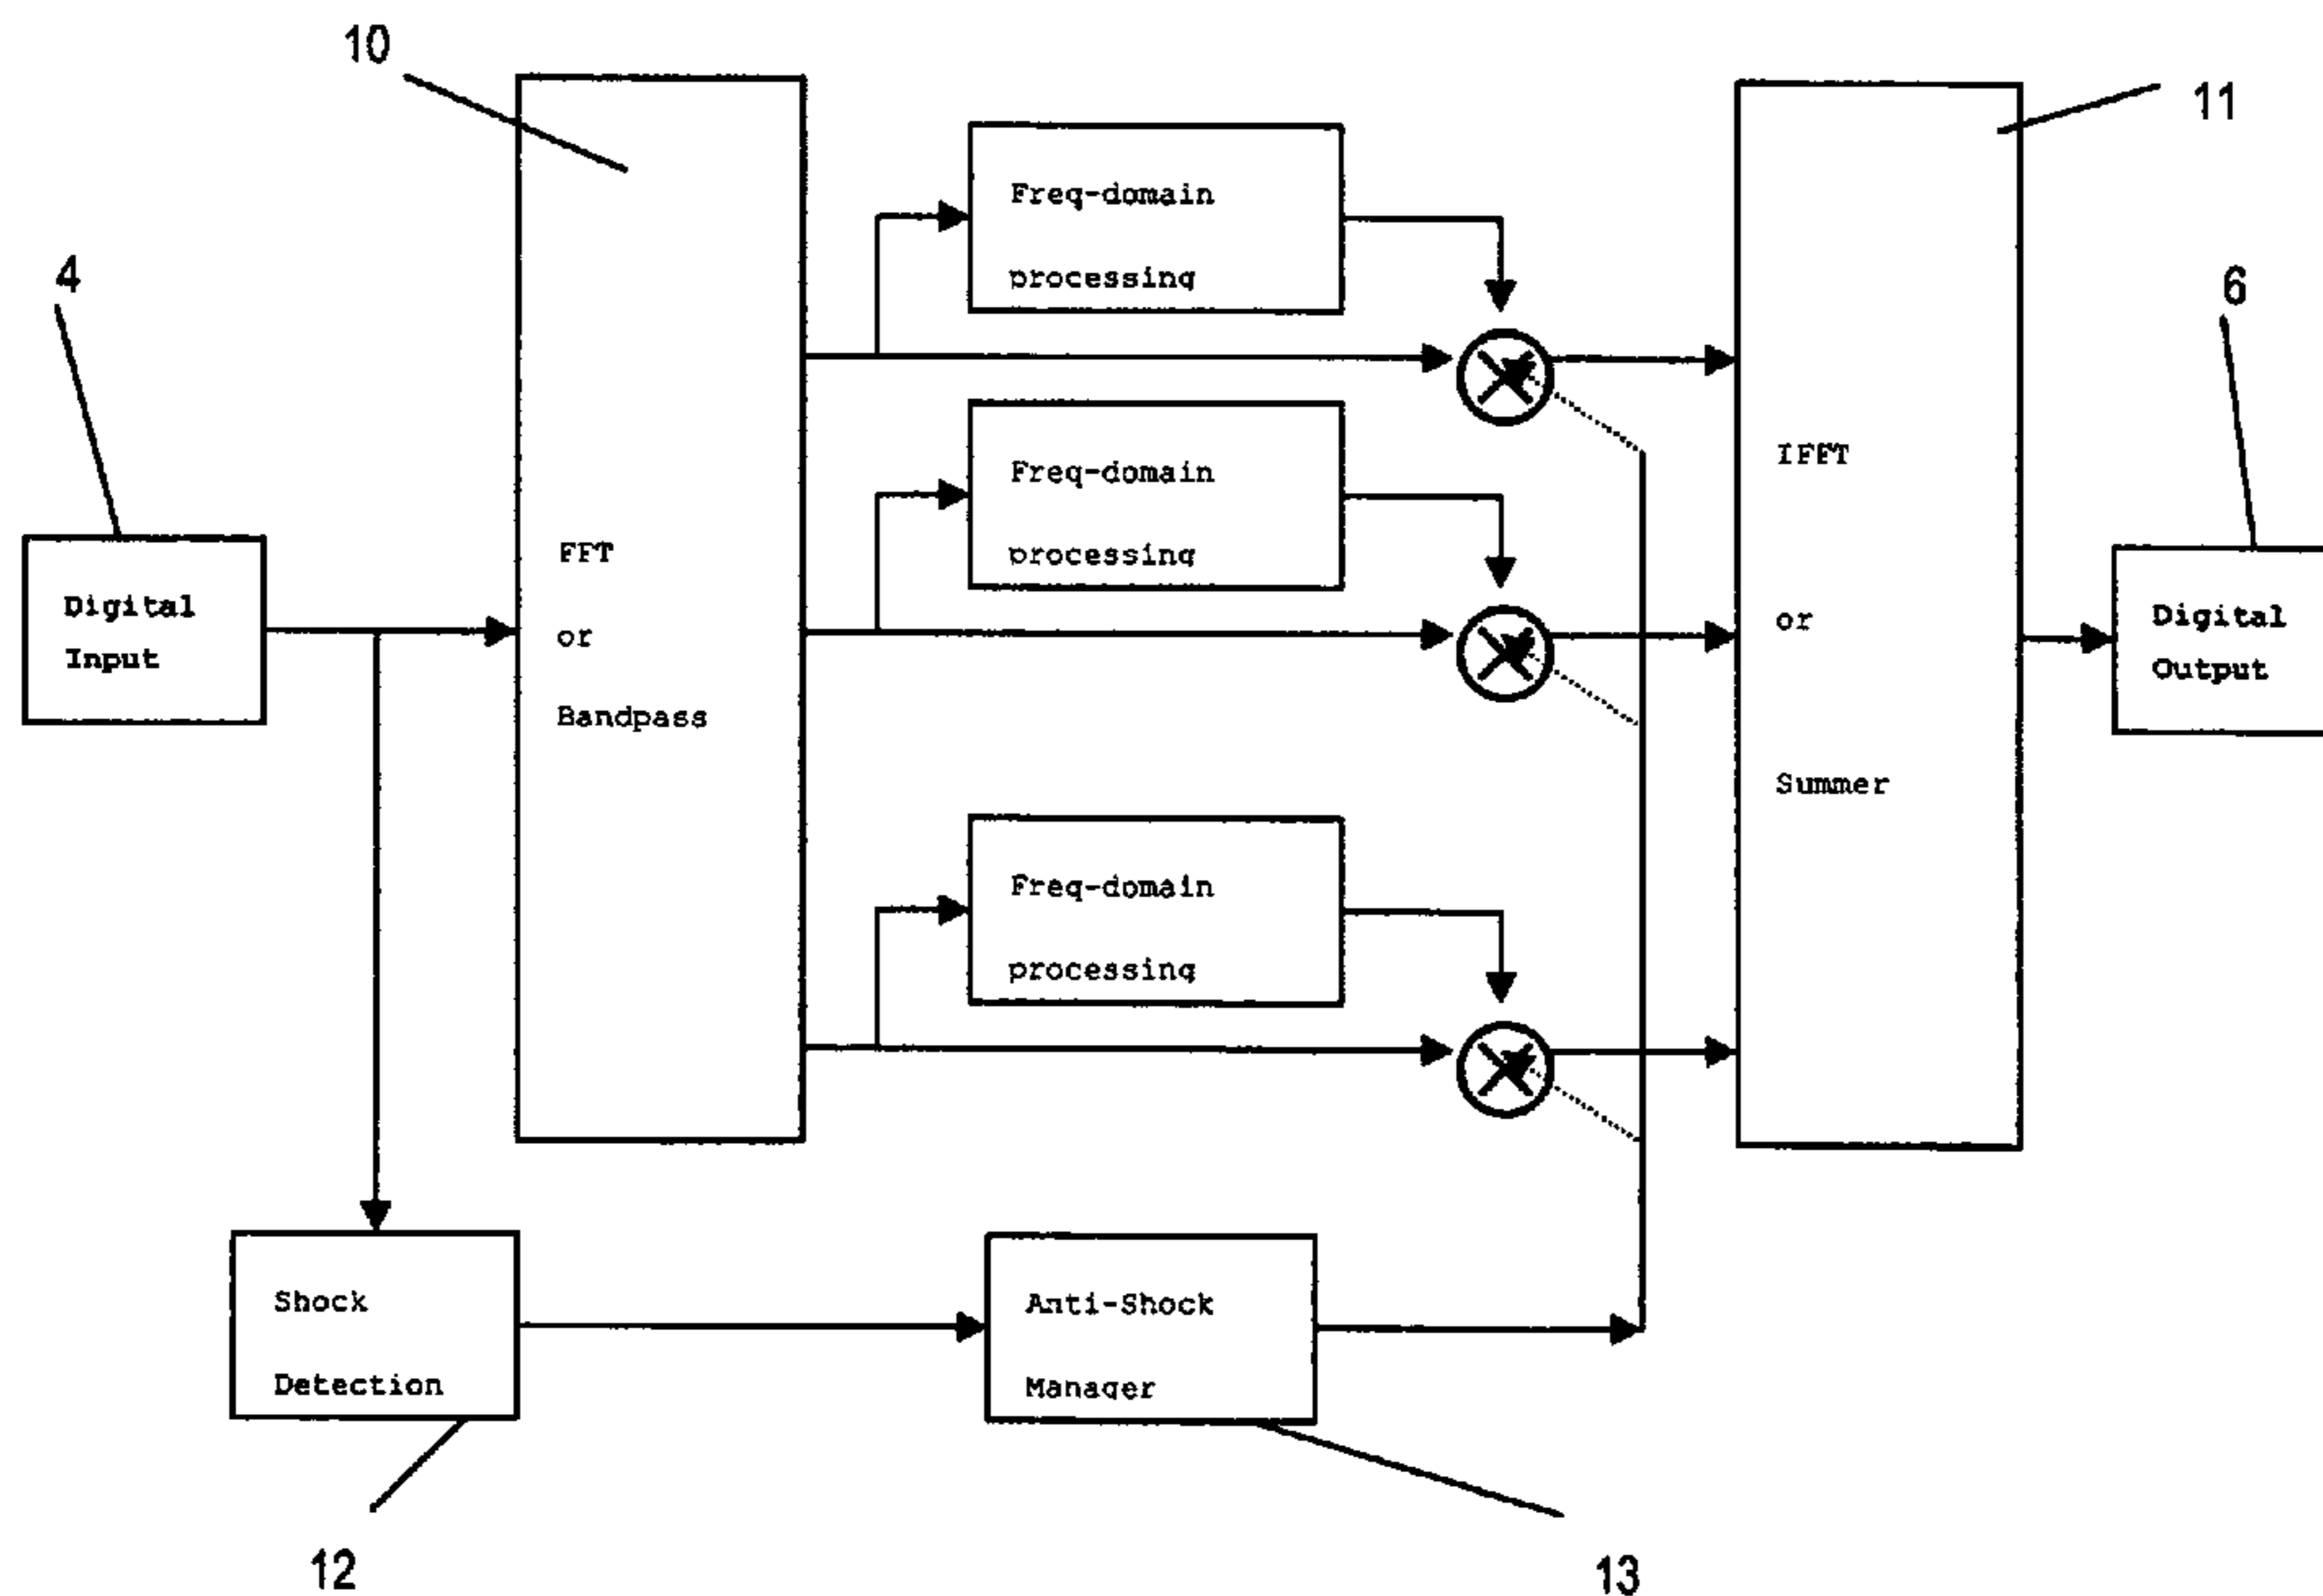 10
11
4
6
Freq-domain
processing
Freq-domain
processing
Freq-domain
processing
Digital
Input
FFT
or
Bandpass
IFFT
or
Summer
Digital
Output
Shock
Detection
Anti-Shock
Manager
12
13